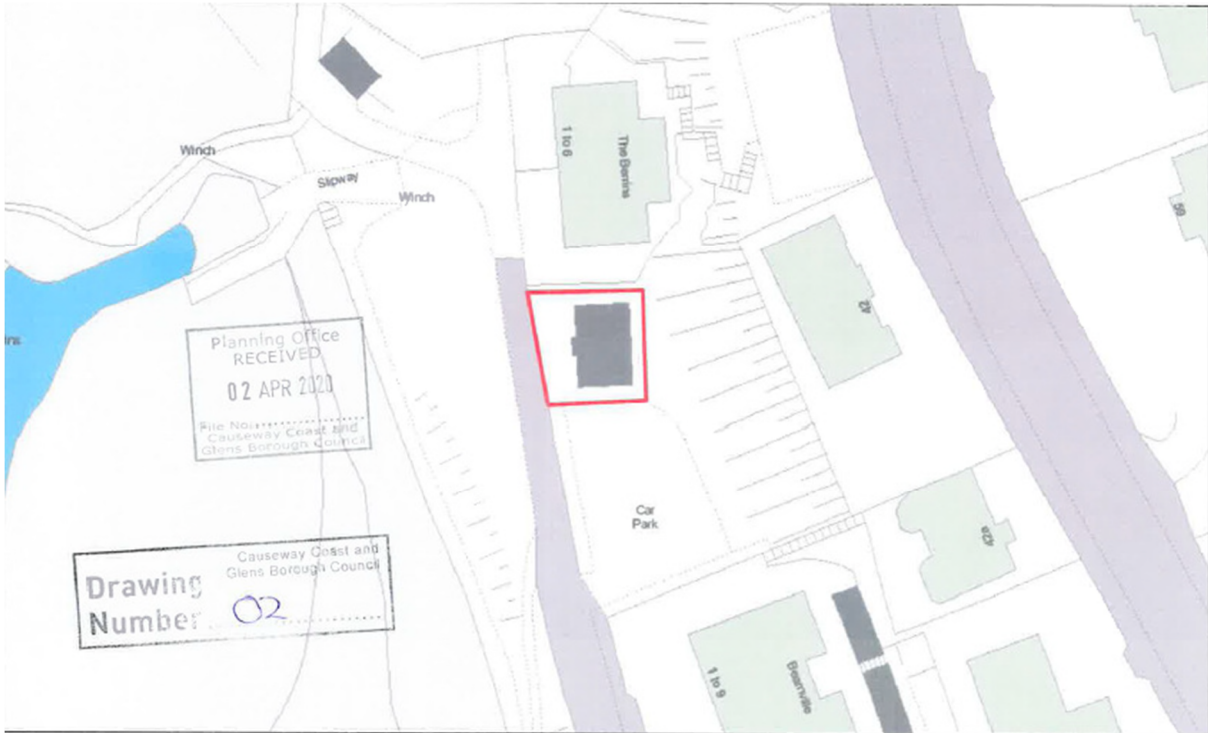 Winch
Slipway
Winch
1 to 6
The Berrins
42
59
Planning Office
RECEIVED
02 APR 2020
File No:
Causeway Coast and
Glens Borough Council
Car
Park
42a
Causeway Coast and
Glens Borough Council
Drawing
Number 02
1 to 9
Beamville